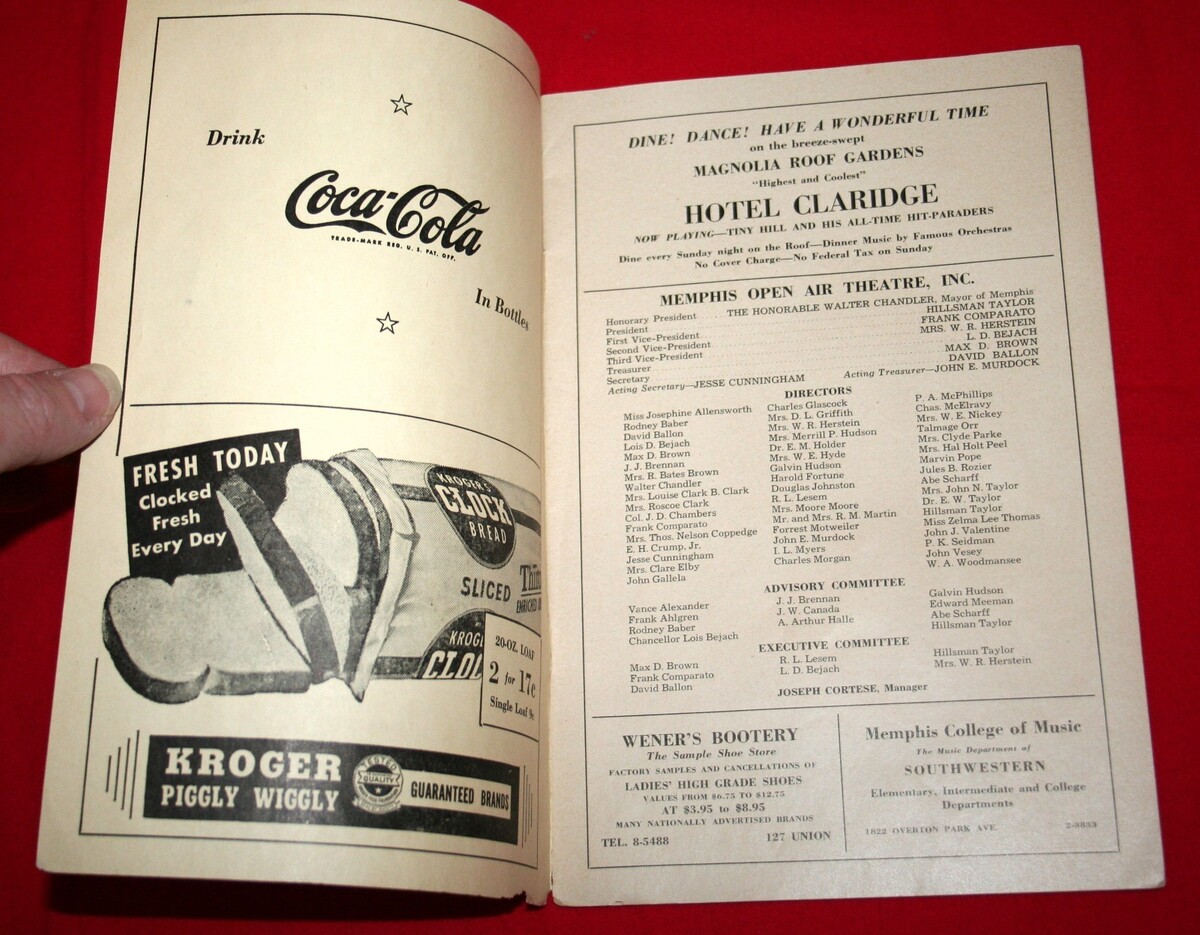 Drink
Coca-Cola
TRADE-MARK REG. U. S. PAT. OFF.
In Bottles
FRESH TODAY
Clocked
Fresh
Every Day
KROGER'S
CLOCK
BREAD
SLICED
KROG
CLOC
20-OZ. LOAF
2 for 17c
Single Loaf 9c
KROGER
PIGGLY WIGGLY
TESTED
QUALITY
GUARANTEED BRANDS
DINE! DANCE! HAVE A WONDERFUL TIME
on the breeze-swept
MAGNOLIA ROOF GARDENS
"Highest and Coolest"
HOTEL CLARIDGE
NOW PLAYING—TINY HILL AND HIS ALL-TIME HIT-PARADERS
Dine every Sunday night on the Roof—Dinner Music by Famous Orchestras
No Cover Charge—No Federal Tax on Sunday
MEMPHIS OPEN AIR THEATRE, INC.
Honorary President THE HONORABLE WALTER CHANDLER, Mayor of Memphis
President HILLSMAN TAYLOR
First Vice-President FRANK COMPARATO
Second Vice-President MRS. W. R. HERSTEIN
Third Vice-President L. D. BEJACH
Treasurer MAX D. BROWN
Secretary DAVID BALLON
Acting Secretary—JESSE CUNNINGHAM Acting Treasurer—JOHN E. MURDOCK
DIRECTORS
Miss Josephine Allensworth
Rodney Baber
David Ballon
Lois D. Bejach
Max D. Brown
J. J. Brennan
Mrs. R. Bates Brown
Walter Chandler
Mrs. Louise Clark B. Clark
Mrs. Roscoe Clark
Col. J. D. Chambers
Frank Comparato
Mrs. Thos. Nelson Coppedge
E. H. Crump, Jr.
Jesse Cunningham
Mrs. Clare Elby
John Gallela
Charles Glascock
Mrs. D. L. Griffith
Mrs. W. R. Herstein
Mrs. Merrill P. Hudson
Dr. E. M. Holder
Mrs. W. E. Hyde
Galvin Hudson
Harold Fortune
Douglas Johnston
R. L. Lesem
Mrs. Moore Moore
Mr. and Mrs. R. M. Martin
Forrest Motweiler
John E. Murdock
I. L. Myers
Charles Morgan
P. A. McPhillips
Chas. McElravy
Mrs. W. E. Nickey
Talmage Orr
Mrs. Clyde Parke
Mrs. Hal Holt Peel
Marvin Pope
Jules B. Rozier
Abe Scharff
Mrs. John N. Taylor
Dr. E. W. Taylor
Hillsman Taylor
Miss Zelma Lee Thomas
John J. Valentine
P. K. Seidman
John Vesey
W. A. Woodmansee
ADVISORY COMMITTEE
Vance Alexander
Frank Ahlgren
Rodney Baber
Chancellor Lois Bejach
J. J. Brennan
J. W. Canada
A. Arthur Halle
Galvin Hudson
Edward Meeman
Abe Scharff
Hillsman Taylor
EXECUTIVE COMMITTEE
Max D. Brown
Frank Comparato
David Ballon
R. L. Lesem
L. D. Bejach
Hillsman Taylor
Mrs. W. R. Herstein
JOSEPH CORTESE, Manager
WENER'S BOOTERY
The Sample Shoe Store
FACTORY SAMPLES AND CANCELLATIONS OF
LADIES' HIGH GRADE SHOES
VALUES FROM $6.75 TO $12.75
AT $3.95 to $8.95
MANY NATIONALLY ADVERTISED BRANDS
TEL. 8-5488 127 UNION
Memphis College of Music
The Music Department of
SOUTHWESTERN
Elementary, Intermediate and College
Departments
1822 OVERTON PARK AVE. 2-3833